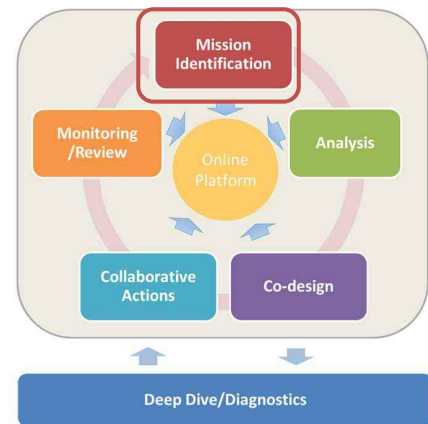 Mission
Identification
Monitoring
/Review
Online
Platform
Analysis
Collaborative
Actions
Co-design
Deep Dive/Diagnostics